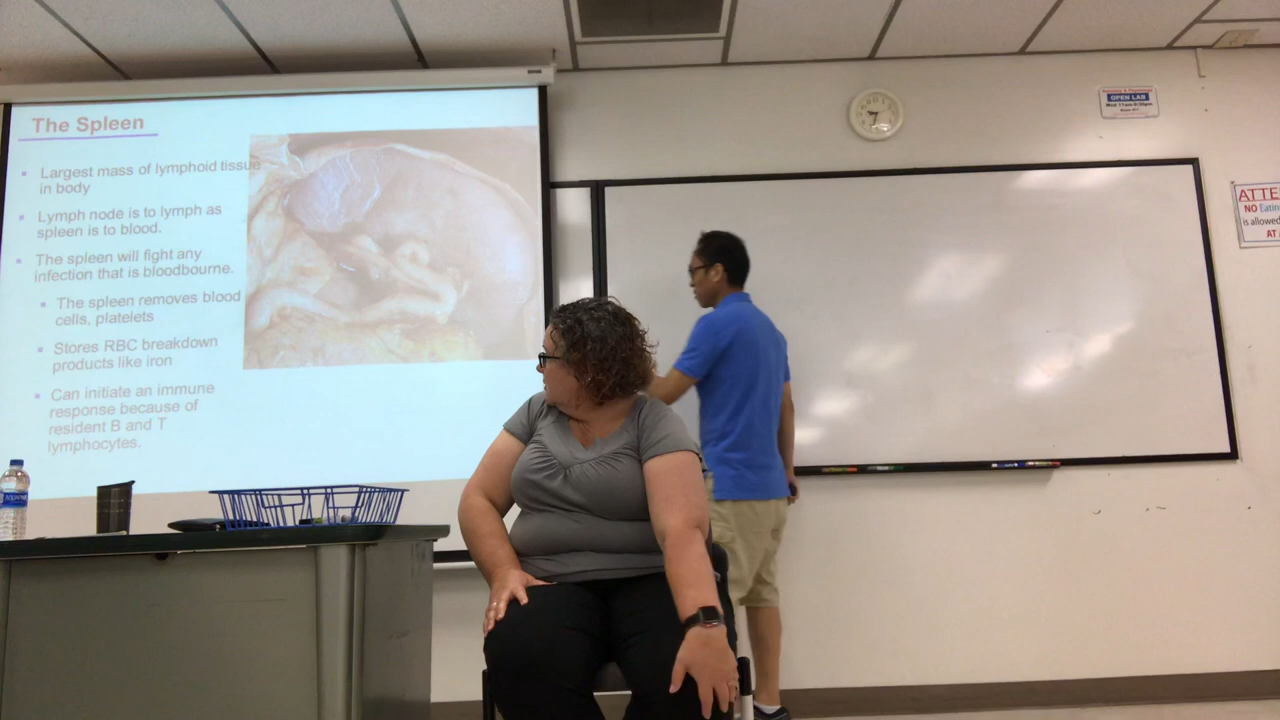 The Spleen
Largest mass of lymphoid tissue
in body
Lymph node is to lymph as
spleen is to blood.
The spleen will fight any
infection that is bloodbourne.
The spleen removes blood
cells, platelets
Stores RBC breakdown
products like iron
Can initiate an immune
response because of
resident B and T
lymphocytes.
OPEN LAB
ATTE
NO Eatin
is allowed
AT